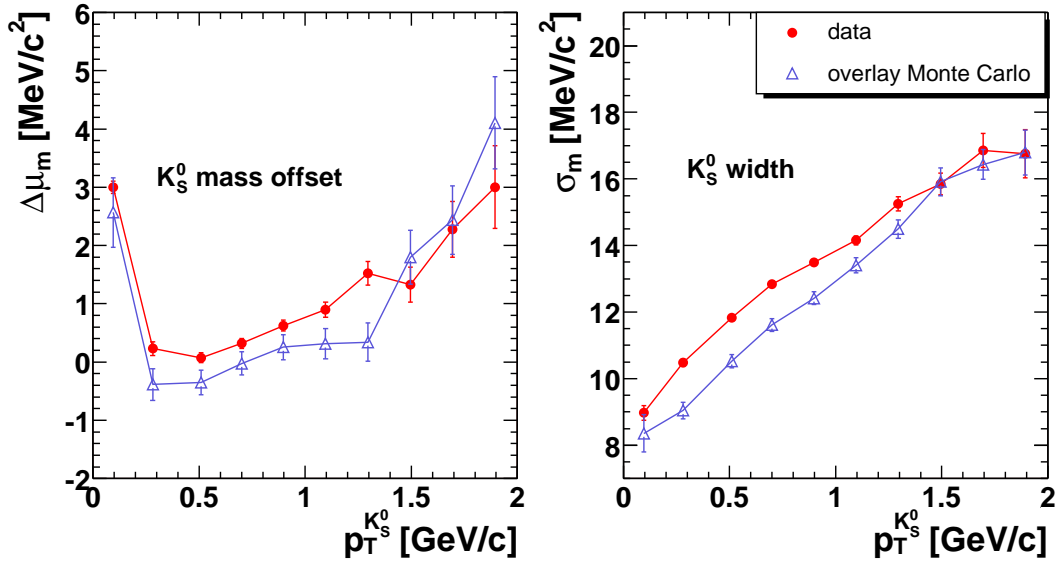 Δμm [MeV/c2]
6
5
4
3
2
1
0
-1
-2
K0S mass offset
0 0.5 1 1.5 2
pTK0S [GeV/c]
σm [MeV/c2]
20
18
16
14
12
10
8
data
overlay Monte Carlo
K0S width
0 0.5 1 1.5 2
pTK0S [GeV/c]